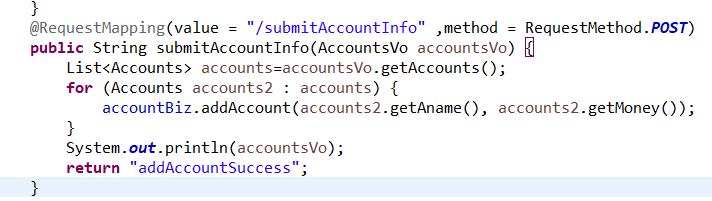 }
@RequestMapping(value = "/submitAccountInfo" ,method = RequestMethod.POST)
public String submitAccountInfo(AccountsVo accountsVo) {
List<Accounts> accounts=accountsVo.getAccounts();
for (Accounts accounts2 : accounts) {
accountBiz.addAccount(accounts2.getAname(), accounts2.getMoney());
}
System.out.println(accountsVo);
return "addAccountSuccess";
}